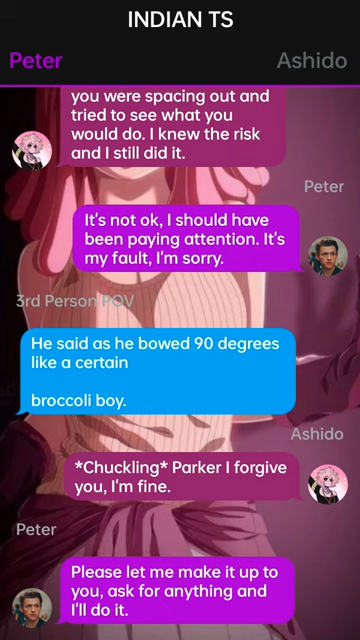 INDIAN TS
Peter
Ashido
you were spacing out and
tried to see what you
would do. I knew the risk
and I still did it.
Peter
It's not ok, I should have
been paying attention. It's
my fault, I'm sorry.
3rd Person POV
He said as he bowed 90 degrees
like a certain
broccoli boy.
Ashido
*Chuckling* Parker I forgive
you, I'm fine.
Peter
Please let me make it up to
you, ask for anything and
I'll do it.